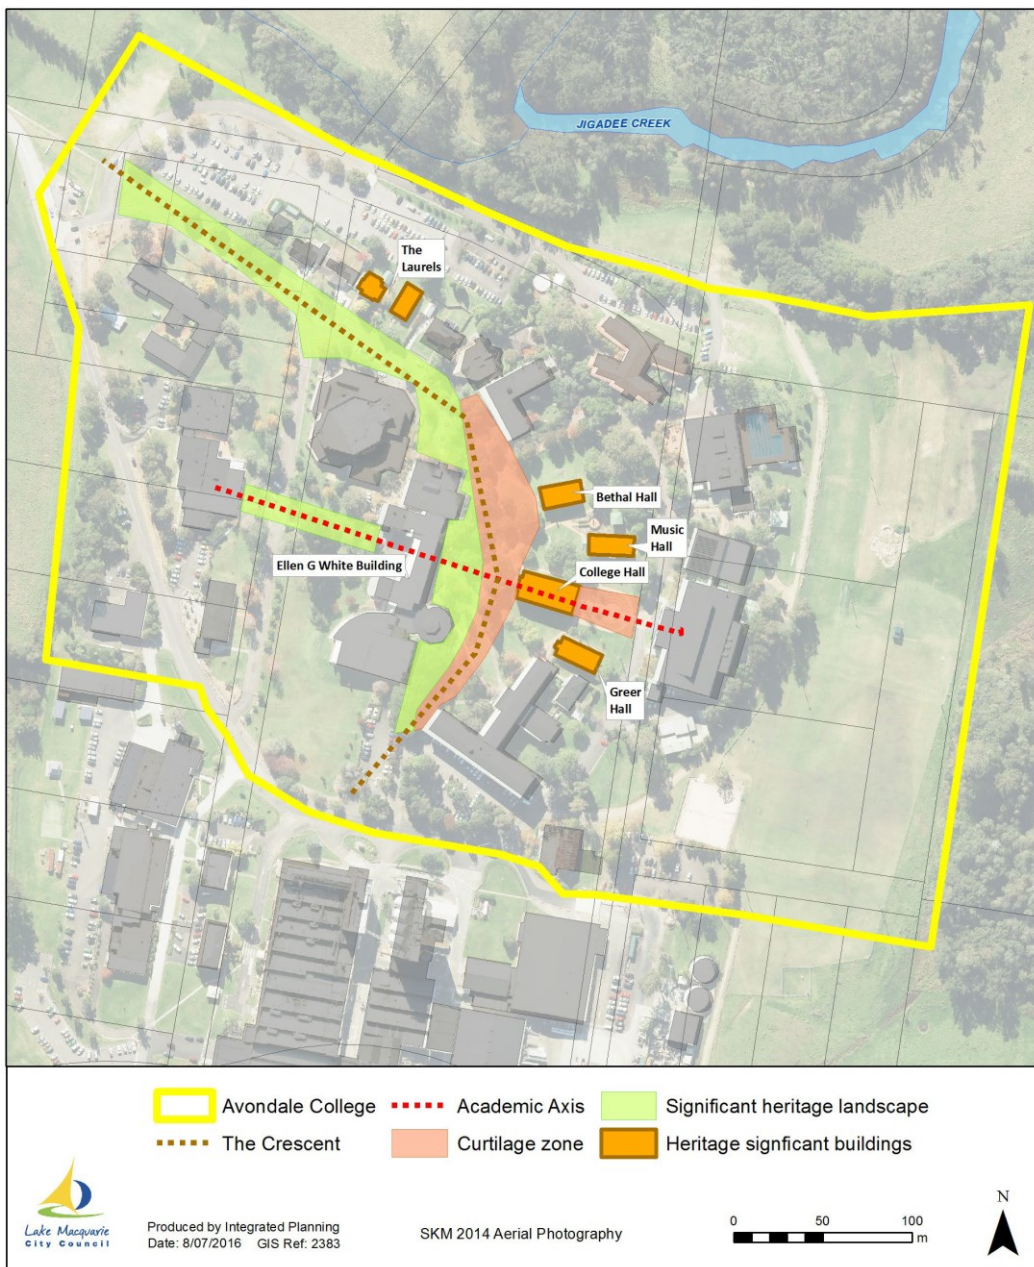 JIGADEE CREEK
The
Laurels
Bethal Hall
Music
Hall
College Hall
Ellen G White Building
Greer
Hall
Avondale College
Academic Axis
Significant heritage landscape
The Crescent
Curtilage zone
Heritage signficant buildings
Lake Macquarie
City Council
Produced by Integrated Planning
Date: 8/07/2016 GIS Ref: 2383
SKM 2014 Aerial Photography
0 50 100
m
N